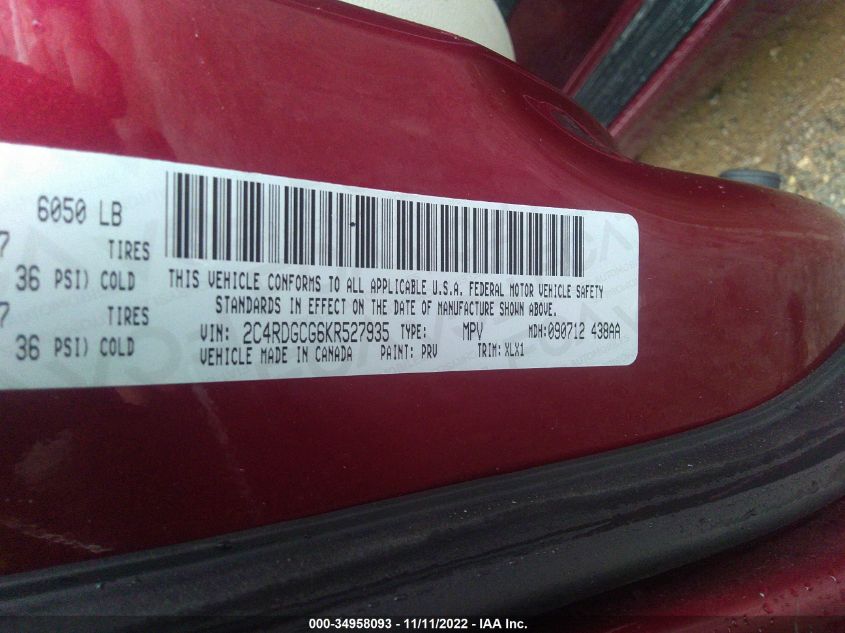 6050 LB
7 TIRES
36 PSI) COLD
7 TIRES
36 PSI) COLD
THIS VEHICLE CONFORMS TO ALL APPLICABLE U.S.A. FEDERAL MOTOR VEHICLE SAFETY
STANDARDS IN EFFECT ON THE DATE OF MANUFACTURE SHOWN ABOVE.
VIN: 2C4RDGCG6KR527935 TYPE: MPV MDH: 090712 438AA
VEHICLE MADE IN CANADA PAINT: PRV TRIM: XLX1
000-34958093 - 11/11/2022 - IAA Inc.